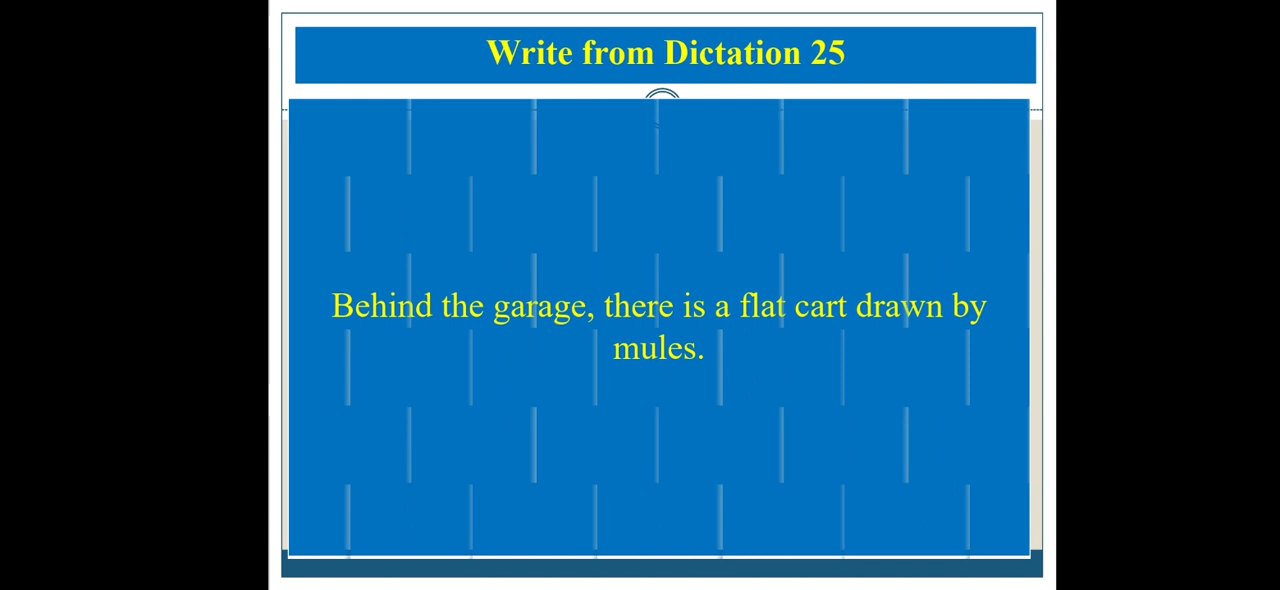 Write from Dictation 25
Behind the garage, there is a flat cart drawn by
mules.